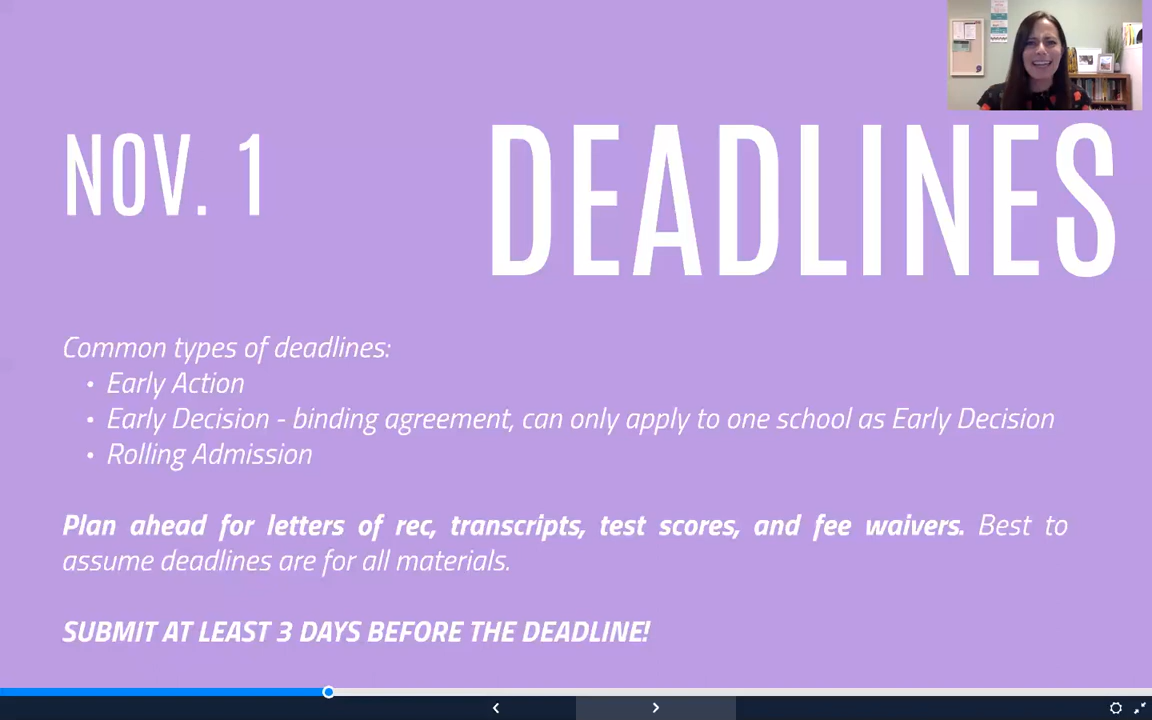 NOV. 1
DEADLINES
Common types of deadlines:
• Early Action
• Early Decision - binding agreement, can only apply to one school as Early Decision
• Rolling Admission
Plan ahead for letters of rec, transcripts, test scores, and fee waivers. Best to
assume deadlines are for all materials.
SUBMIT AT LEAST 3 DAYS BEFORE THE DEADLINE!